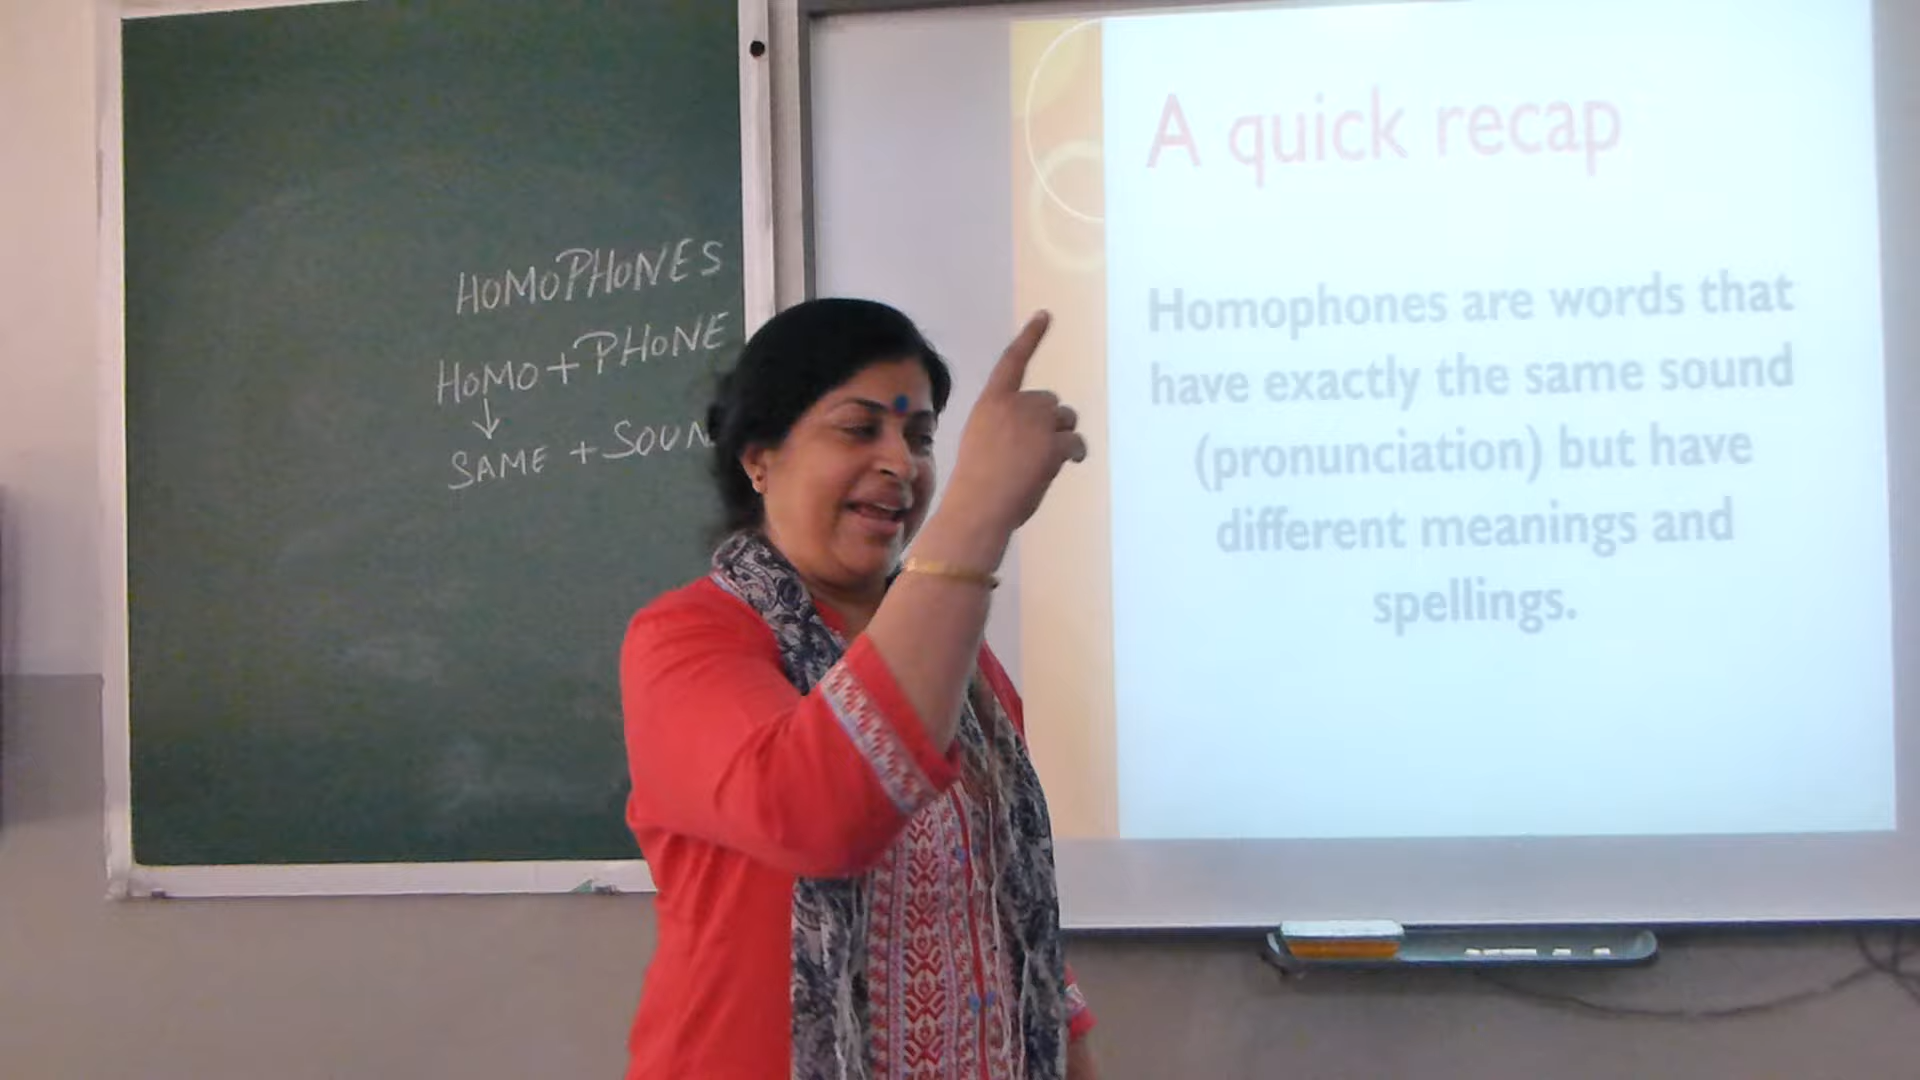 HOMOPHONES
HOMO + PHONE
↓
SAME + SOUN
A quick recap
Homophones are words that
have exactly the same sound
(pronunciation) but have
different meanings and
spellings.